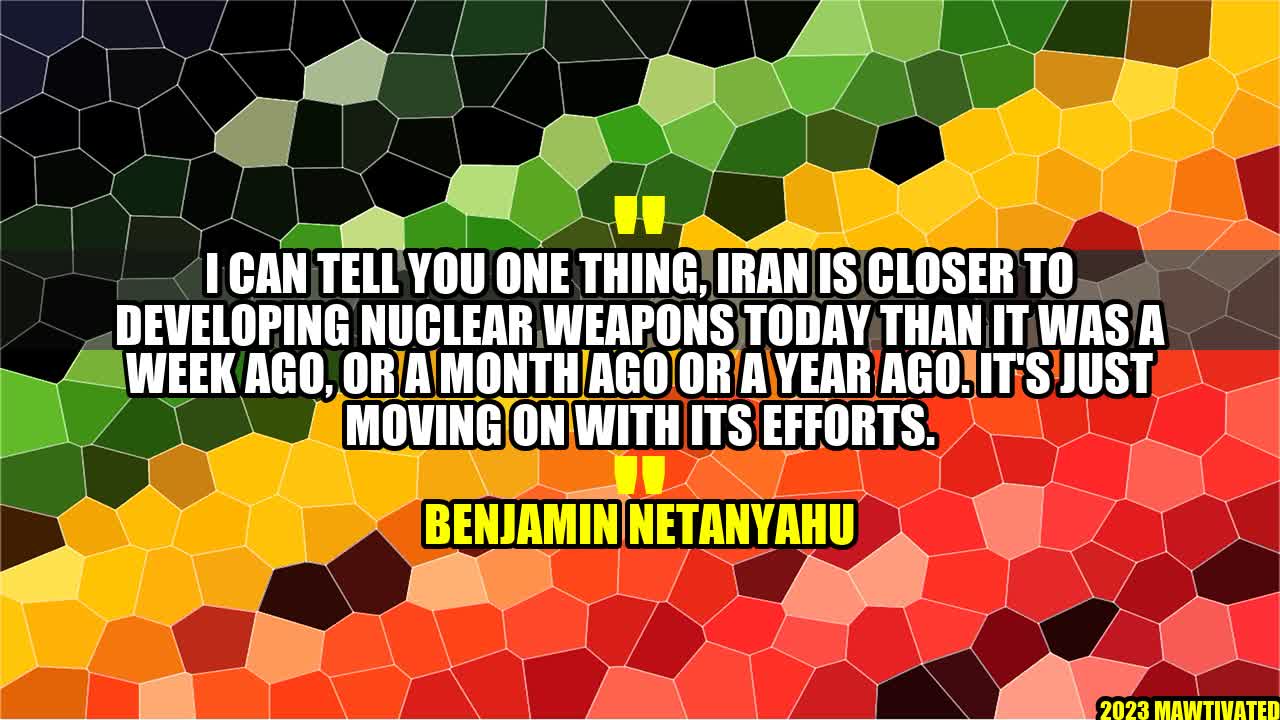 "
I CAN TELL YOU ONE THING, IRAN IS CLOSER TO
DEVELOPING NUCLEAR WEAPONS TODAY THAN IT WAS A
WEEK AGO, OR A MONTH AGO OR A YEAR AGO. IT'S JUST
MOVING ON WITH ITS EFFORTS.
"
BENJAMIN NETANYAHU
2023 MAWTIVATED